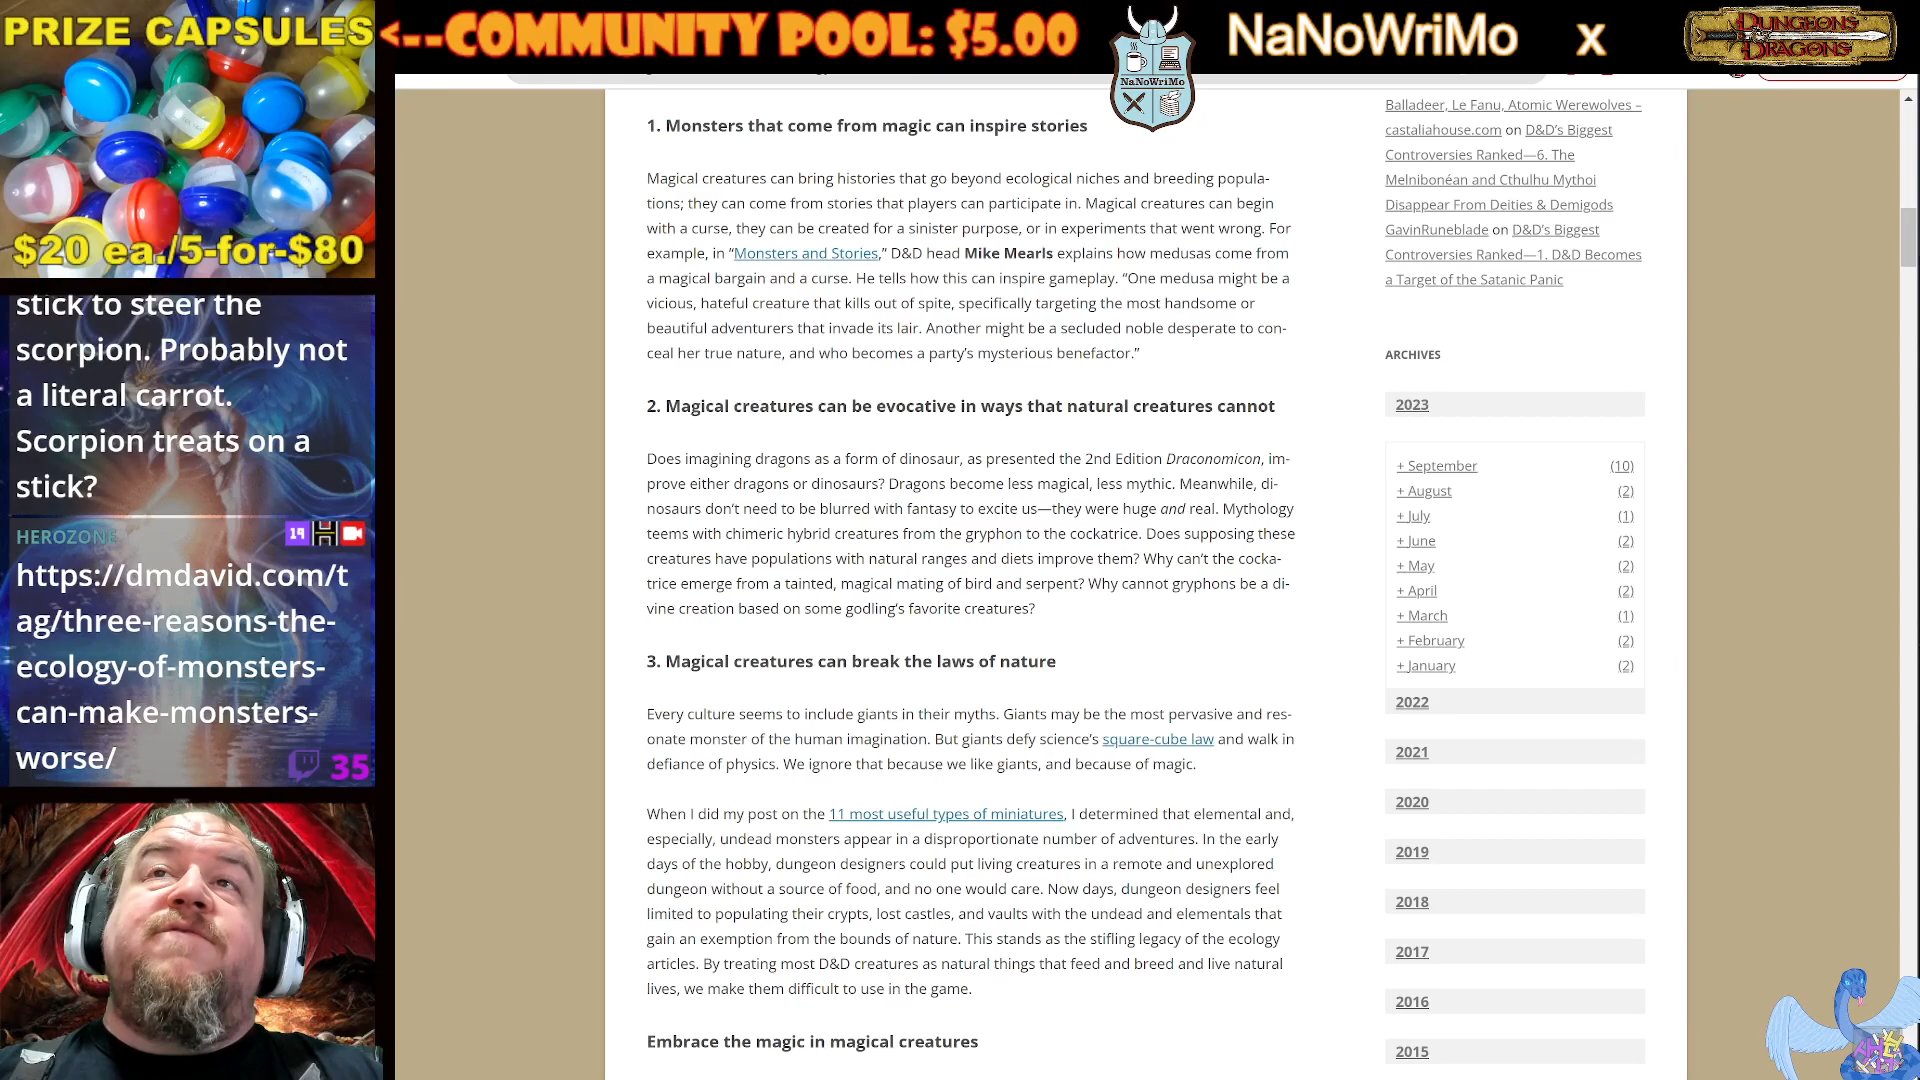 PRIZE CAPSULES
<--COMMUNITY POOL: $5.00
NaNoWriMo
NaNoWriMo
x
DUNGEONS
DRAGONS
$20 ea./5-for-$80
stick to steer the
scorpion. Probably not
a literal carrot.
Scorpion treats on a
stick?
HEROZONE
19
https://dmdavid.com/t
ag/three-reasons-the-
ecology-of-monsters-
can-make-monsters-
worse/
35
1. Monsters that come from magic can inspire stories
Magical creatures can bring histories that go beyond ecological niches and breeding popula-
tions; they can come from stories that players can participate in. Magical creatures can begin
with a curse, they can be created for a sinister purpose, or in experiments that went wrong. For
example, in “Monsters and Stories,” D&D head Mike Mearls explains how medusas come from
a magical bargain and a curse. He tells how this can inspire gameplay. “One medusa might be a
vicious, hateful creature that kills out of spite, specifically targeting the most handsome or
beautiful adventurers that invade its lair. Another might be a secluded noble desperate to con-
ceal her true nature, and who becomes a party’s mysterious benefactor.”
2. Magical creatures can be evocative in ways that natural creatures cannot
Does imagining dragons as a form of dinosaur, as presented the 2nd Edition Draconomicon, im-
prove either dragons or dinosaurs? Dragons become less magical, less mythic. Meanwhile, di-
nosaurs don’t need to be blurred with fantasy to excite us—they were huge and real. Mythology
teems with chimeric hybrid creatures from the gryphon to the cockatrice. Does supposing these
creatures have populations with natural ranges and diets improve them? Why can’t the cocka-
trice emerge from a tainted, magical mating of bird and serpent? Why cannot gryphons be a di-
vine creation based on some godling’s favorite creatures?
3. Magical creatures can break the laws of nature
Every culture seems to include giants in their myths. Giants may be the most pervasive and res-
onate monster of the human imagination. But giants defy science’s square-cube law and walk in
defiance of physics. We ignore that because we like giants, and because of magic.
When I did my post on the 11 most useful types of miniatures, I determined that elemental and,
especially, undead monsters appear in a disproportionate number of adventures. In the early
days of the hobby, dungeon designers could put living creatures in a remote and unexplored
dungeon without a source of food, and no one would care. Now days, dungeon designers feel
limited to populating their crypts, lost castles, and vaults with the undead and elementals that
gain an exemption from the bounds of nature. This stands as the stifling legacy of the ecology
articles. By treating most D&D creatures as natural things that feed and breed and live natural
lives, we make them difficult to use in the game.
Embrace the magic in magical creatures
Balladeer, Le Fanu, Atomic Werewolves –
castaliahouse.com on D&D’s Biggest
Controversies Ranked—6. The
Melnibonéan and Cthulhu Mythoi
Disappear From Deities & Demigods
GavinRuneblade on D&D’s Biggest
Controversies Ranked—1. D&D Becomes
a Target of the Satanic Panic
ARCHIVES
2023
+ September (10)
+ August (2)
+ July (1)
+ June (2)
+ May (2)
+ April (2)
+ March (1)
+ February (2)
+ January (2)
2022
2021
2020
2019
2018
2017
2016
2015